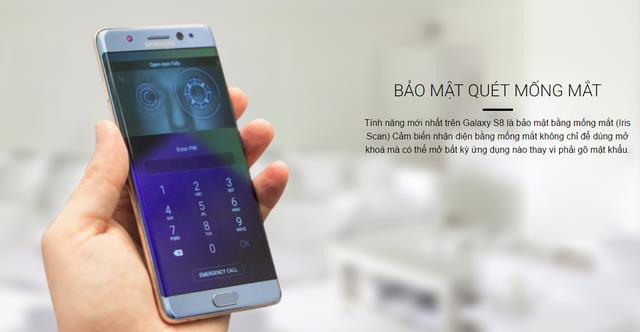 SAMSUNG
Open eyes fully
Enter PIN
1 2 ABC 3 DEF
4 GHI 5 JKL 6 MNO
7 PQRS 8 TUV 9 WXYZ
0 OK
EMERGENCY CALL
BẢO MẬT QUÉT MỐNG MẮT
Tính năng mới nhất trên Galaxy S8 là bảo mật bằng mống mắt (Iris
Scan) Cảm biến nhận diện bằng mống mắt không chỉ để dùng mở
khoá mà có thể mở bất kỳ ứng dụng nào thay vì phải gõ mật khẩu.